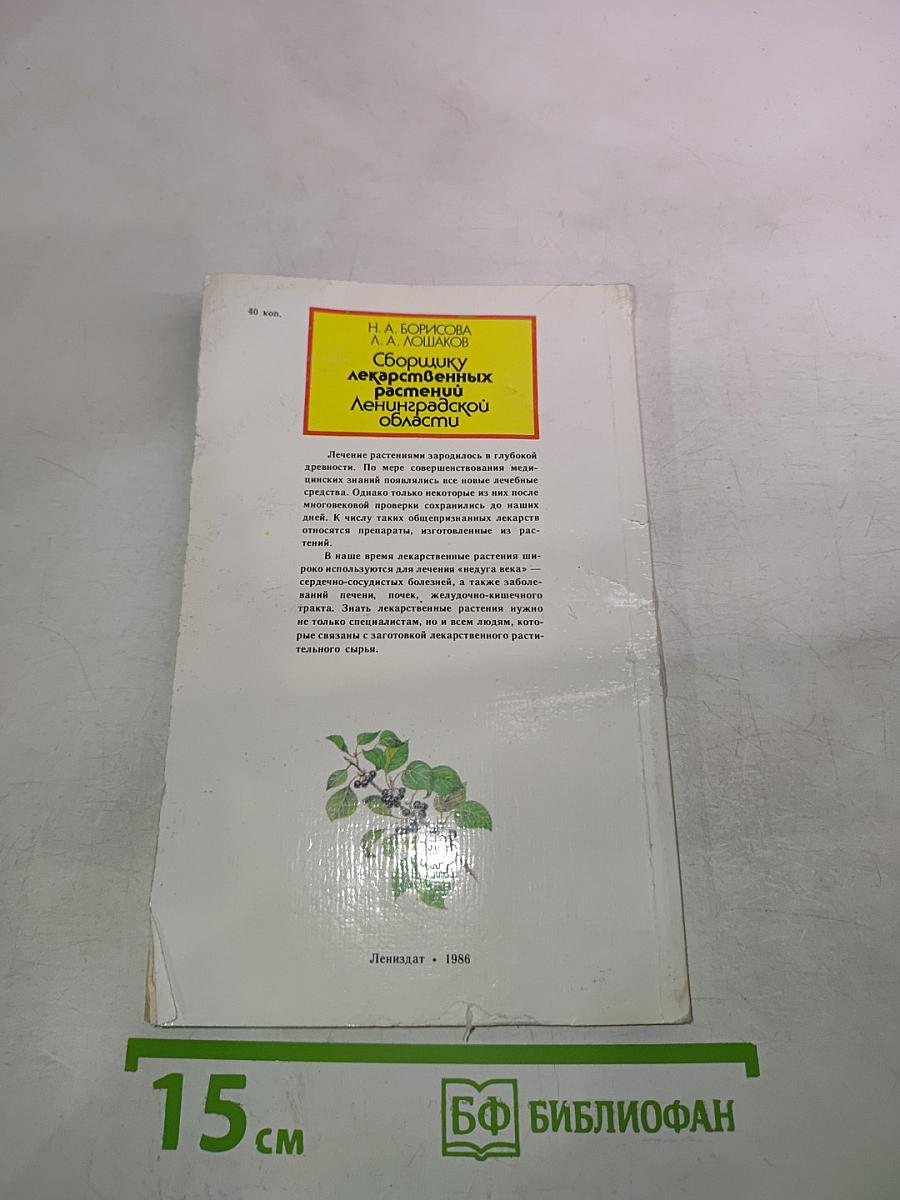 40 коп.
Н. А. БОРИСОВА
Л. А. ЛОШАКОВ
Сборщику
лекарственных
растений
Ленинградской
области
Лечение растениями зародилось в глубокой
древности. По мере совершенствования меди-
цинских знаний появлялись все новые лечебные
средства. Однако только некоторые из них после
многовековой проверки сохранились до наших
дней. К числу таких общепризнанных лекарств
относятся препараты, изготовленные из рас-
тений.
В наше время лекарственные растения ши-
роко используются для лечения «недуга века» —
сердечно-сосудистых болезней, а также заболе-
ваний печени, почек, желудочно-кишечного
тракта. Знать лекарственные растения нужно
не только специалистам, но и всем людям, кото-
рые связаны с заготовкой лекарственного расти-
тельного сырья.
Лениздат • 1986
15 см
БФ БИБЛИОФАН